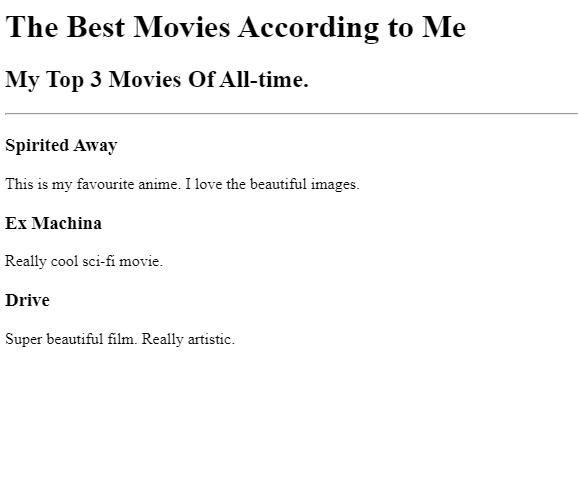 The Best Movies According to Me
My Top 3 Movies Of All-time.
Spirited Away
This is my favourite anime. I love the beautiful images.
Ex Machina
Really cool sci-fi movie.
Drive
Super beautiful film. Really artistic.